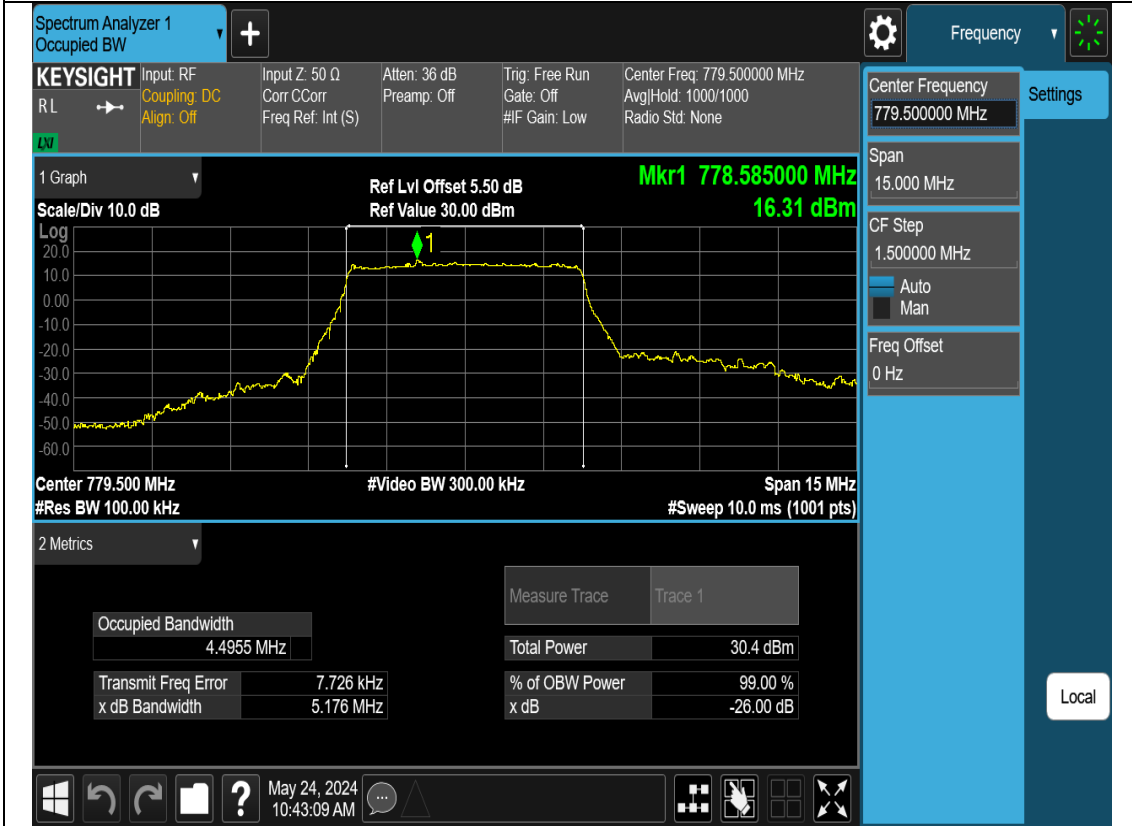 Spectrum Analyzer 1
Occupied BW
Frequency
KEYSIGHT
RL
LXI
Input: RF
Coupling: DC
Align: Off
Input Z: 50 Ω
Corr CCorr
Freq Ref: Int (S)
Atten: 36 dB
Preamp: Off
Trig: Free Run
Gate: Off
#IF Gain: Low
Center Freq: 779.500000 MHz
Avg|Hold: 1000/1000
Radio Std: None
Center Frequency
779.500000 MHz
Settings
Span
15.000 MHz
CF Step
1.500000 MHz
Auto
Man
Freq Offset
0 Hz
1 Graph
Ref Lvl Offset 5.50 dB
Mkr1 778.585000 MHz
Scale/Div 10.0 dB
Ref Value 30.00 dBm
16.31 dBm
Log
1
20.0
10.0
0.00
-10.0
-20.0
-30.0
-40.0
-50.0
-60.0
Center 779.500 MHz
#Video BW 300.00 kHz
Span 15 MHz
#Res BW 100.00 kHz
#Sweep 10.0 ms (1001 pts)
2 Metrics
Measure Trace
Trace 1
Occupied Bandwidth
4.4955 MHz
Total Power
30.4 dBm
Transmit Freq Error
7.726 kHz
% of OBW Power
99.00 %
x dB Bandwidth
5.176 MHz
x dB
-26.00 dB
Local
?
May 24, 2024
10:43:09 AM